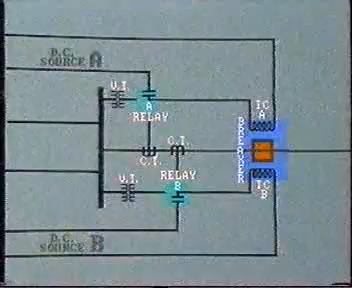 D.C.
SOURCE A
V.T.
A
RELAY
TC
A
BREAKER
C.T.
C.T.
RELAY
B
V.T.
TC
B
D.C.
SOURCE B